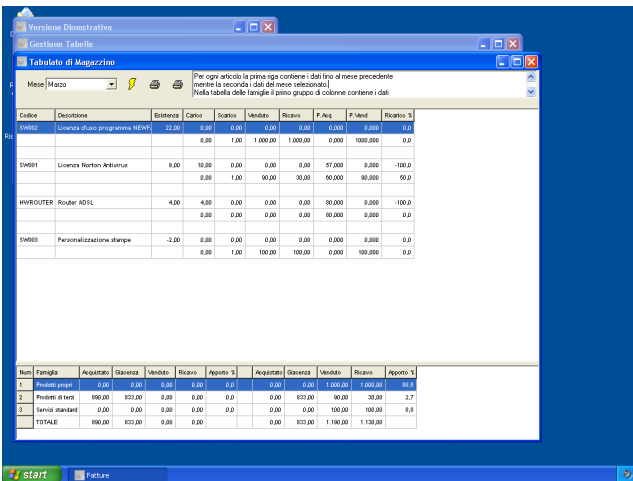 Versione Dimostrativa
Gestione Tabelle
Tabulato di Magazzino
Mese Marzo
Per ogni articolo la prima riga contiene i dati fino al mese precedente
mentre la seconda i dati del mese selezionato.
Nella tabella delle famiglie il primo gruppo di colonne contiene i dati
Codice Descrizione Esistenza Carico Scarico Venduto Ricavo P.Acq P.Vend Ricarico %
SW002 Licenza d'uso programma NEWF. 22,00 0,00 0,00 0,00 0,00 0,000 0,000 0,0
0,00 1,00 1.000,00 1.000,00 0,000 1000,000 0,0
SW001 Licenza Norton Antivirus 9,00 10,00 0,00 0,00 0,00 57,000 0,000 -100,0
0,00 1,00 90,00 30,00 60,000 90,000 50,0
HWROUTER Router ADSL 4,00 4,00 0,00 0,00 0,00 80,000 0,000 -100,0
0,00 0,00 0,00 0,00 80,000 0,000 0,0
SW003 Personalizzazione stampe -2,00 0,00 0,00 0,00 0,00 0,000 0,000 0,0
0,00 1,00 100,00 100,00 0,000 100,000 0,0
Num Famiglia Acquistato Giacenza Venduto Ricavo Apporto % Acquistato Giacenza Venduto Ricavo Apporto %
1 Prodotti propri 0,00 0,00 0,00 0,00 0,0 0,00 0,00 1.000,00 1.000,00 88,5
2 Prodotti di terzi 890,00 833,00 0,00 0,00 0,0 0,00 833,00 90,00 30,00 2,7
3 Servizi standard 0,00 0,00 0,00 0,00 0,0 0,00 0,00 100,00 100,00 8,8
TOTALE 890,00 833,00 0,00 0,00 0,00 833,00 1.190,00 1.130,00
start Fatture